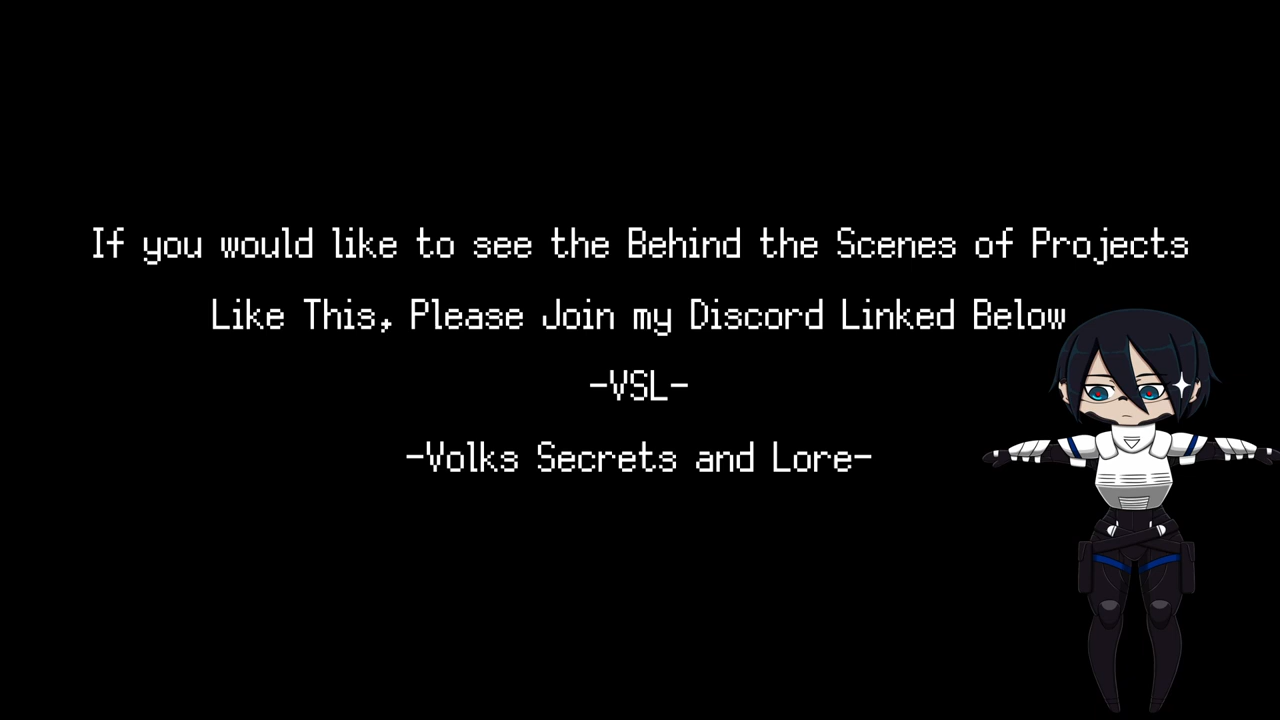 If you would like to see the Behind the Scenes of Projects
Like This, Please Join my Discord Linked Below
-VSL-
-Volks Secrets and Lore-